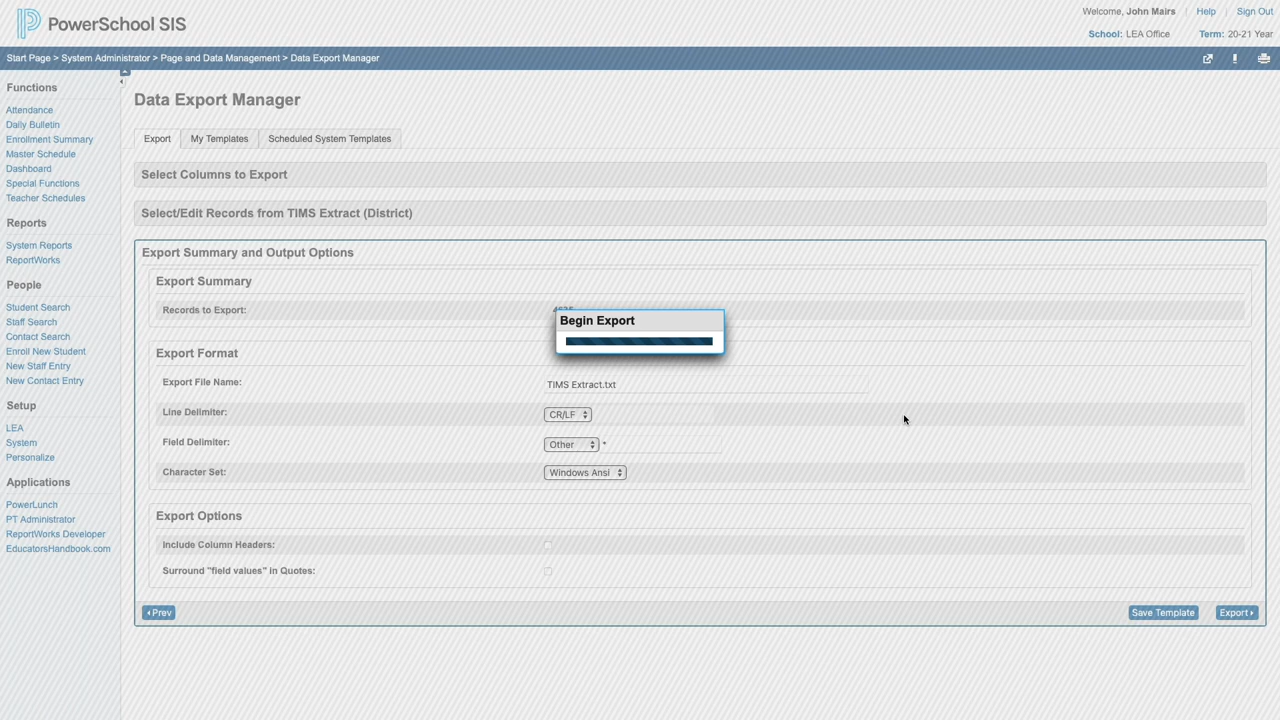 PowerSchool SIS
Welcome, John Mairs
Help
Sign Out
School: LEA Office
Term: 20-21 Year
Start Page > System Administrator > Page and Data Management > Data Export Manager
Functions
Attendance
Daily Bulletin
Enrollment Summary
Master Schedule
Dashboard
Special Functions
Teacher Schedules
Reports
System Reports
ReportWorks
People
Student Search
Staff Search
Contact Search
Enroll New Student
New Staff Entry
New Contact Entry
Setup
LEA
System
Personalize
Applications
PowerLunch
PT Administrator
ReportWorks Developer
EducatorsHandbook.com
Data Export Manager
Export
My Templates
Scheduled System Templates
Select Columns to Export
Select/Edit Records from TIMS Extract (District)
Export Summary and Output Options
Export Summary
Records to Export:
Begin Export
Export Format
Export File Name:
TIMS Extract.txt
Line Delimiter:
CR/LF
Field Delimiter:
Other
*
Character Set:
Windows Ansi
Export Options
Include Column Headers:
Surround "field values" in Quotes:
Prev
Save Template
Export